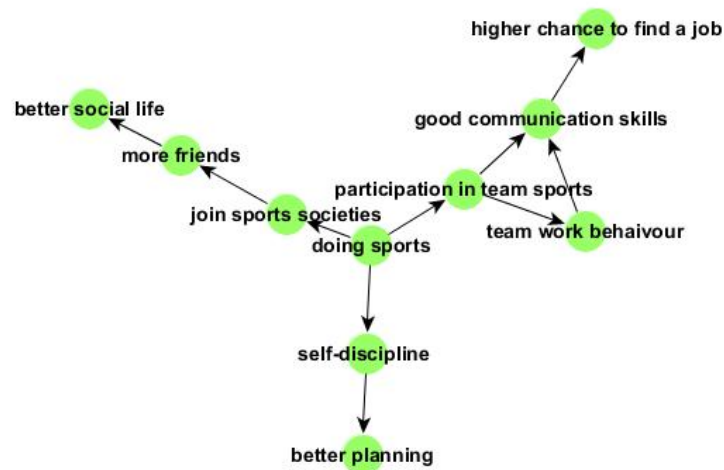 higher chance to find a job
better social life
good communication skills
more friends
participation in team sports
join sports societies
team work behaivour
doing sports
self-discipline
better planning